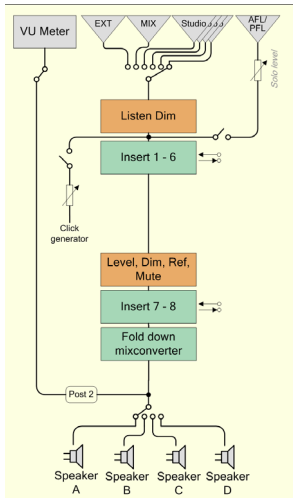 VU Meter
EXT
MIX
Studio
AFL/
PFL
Solo level
Listen Dim
Insert 1 - 6
Click
generator
Level, Dim, Ref,
Mute
Insert 7 - 8
Fold down
mixconverter
Post 2
Speaker
A
Speaker
B
Speaker
C
Speaker
D